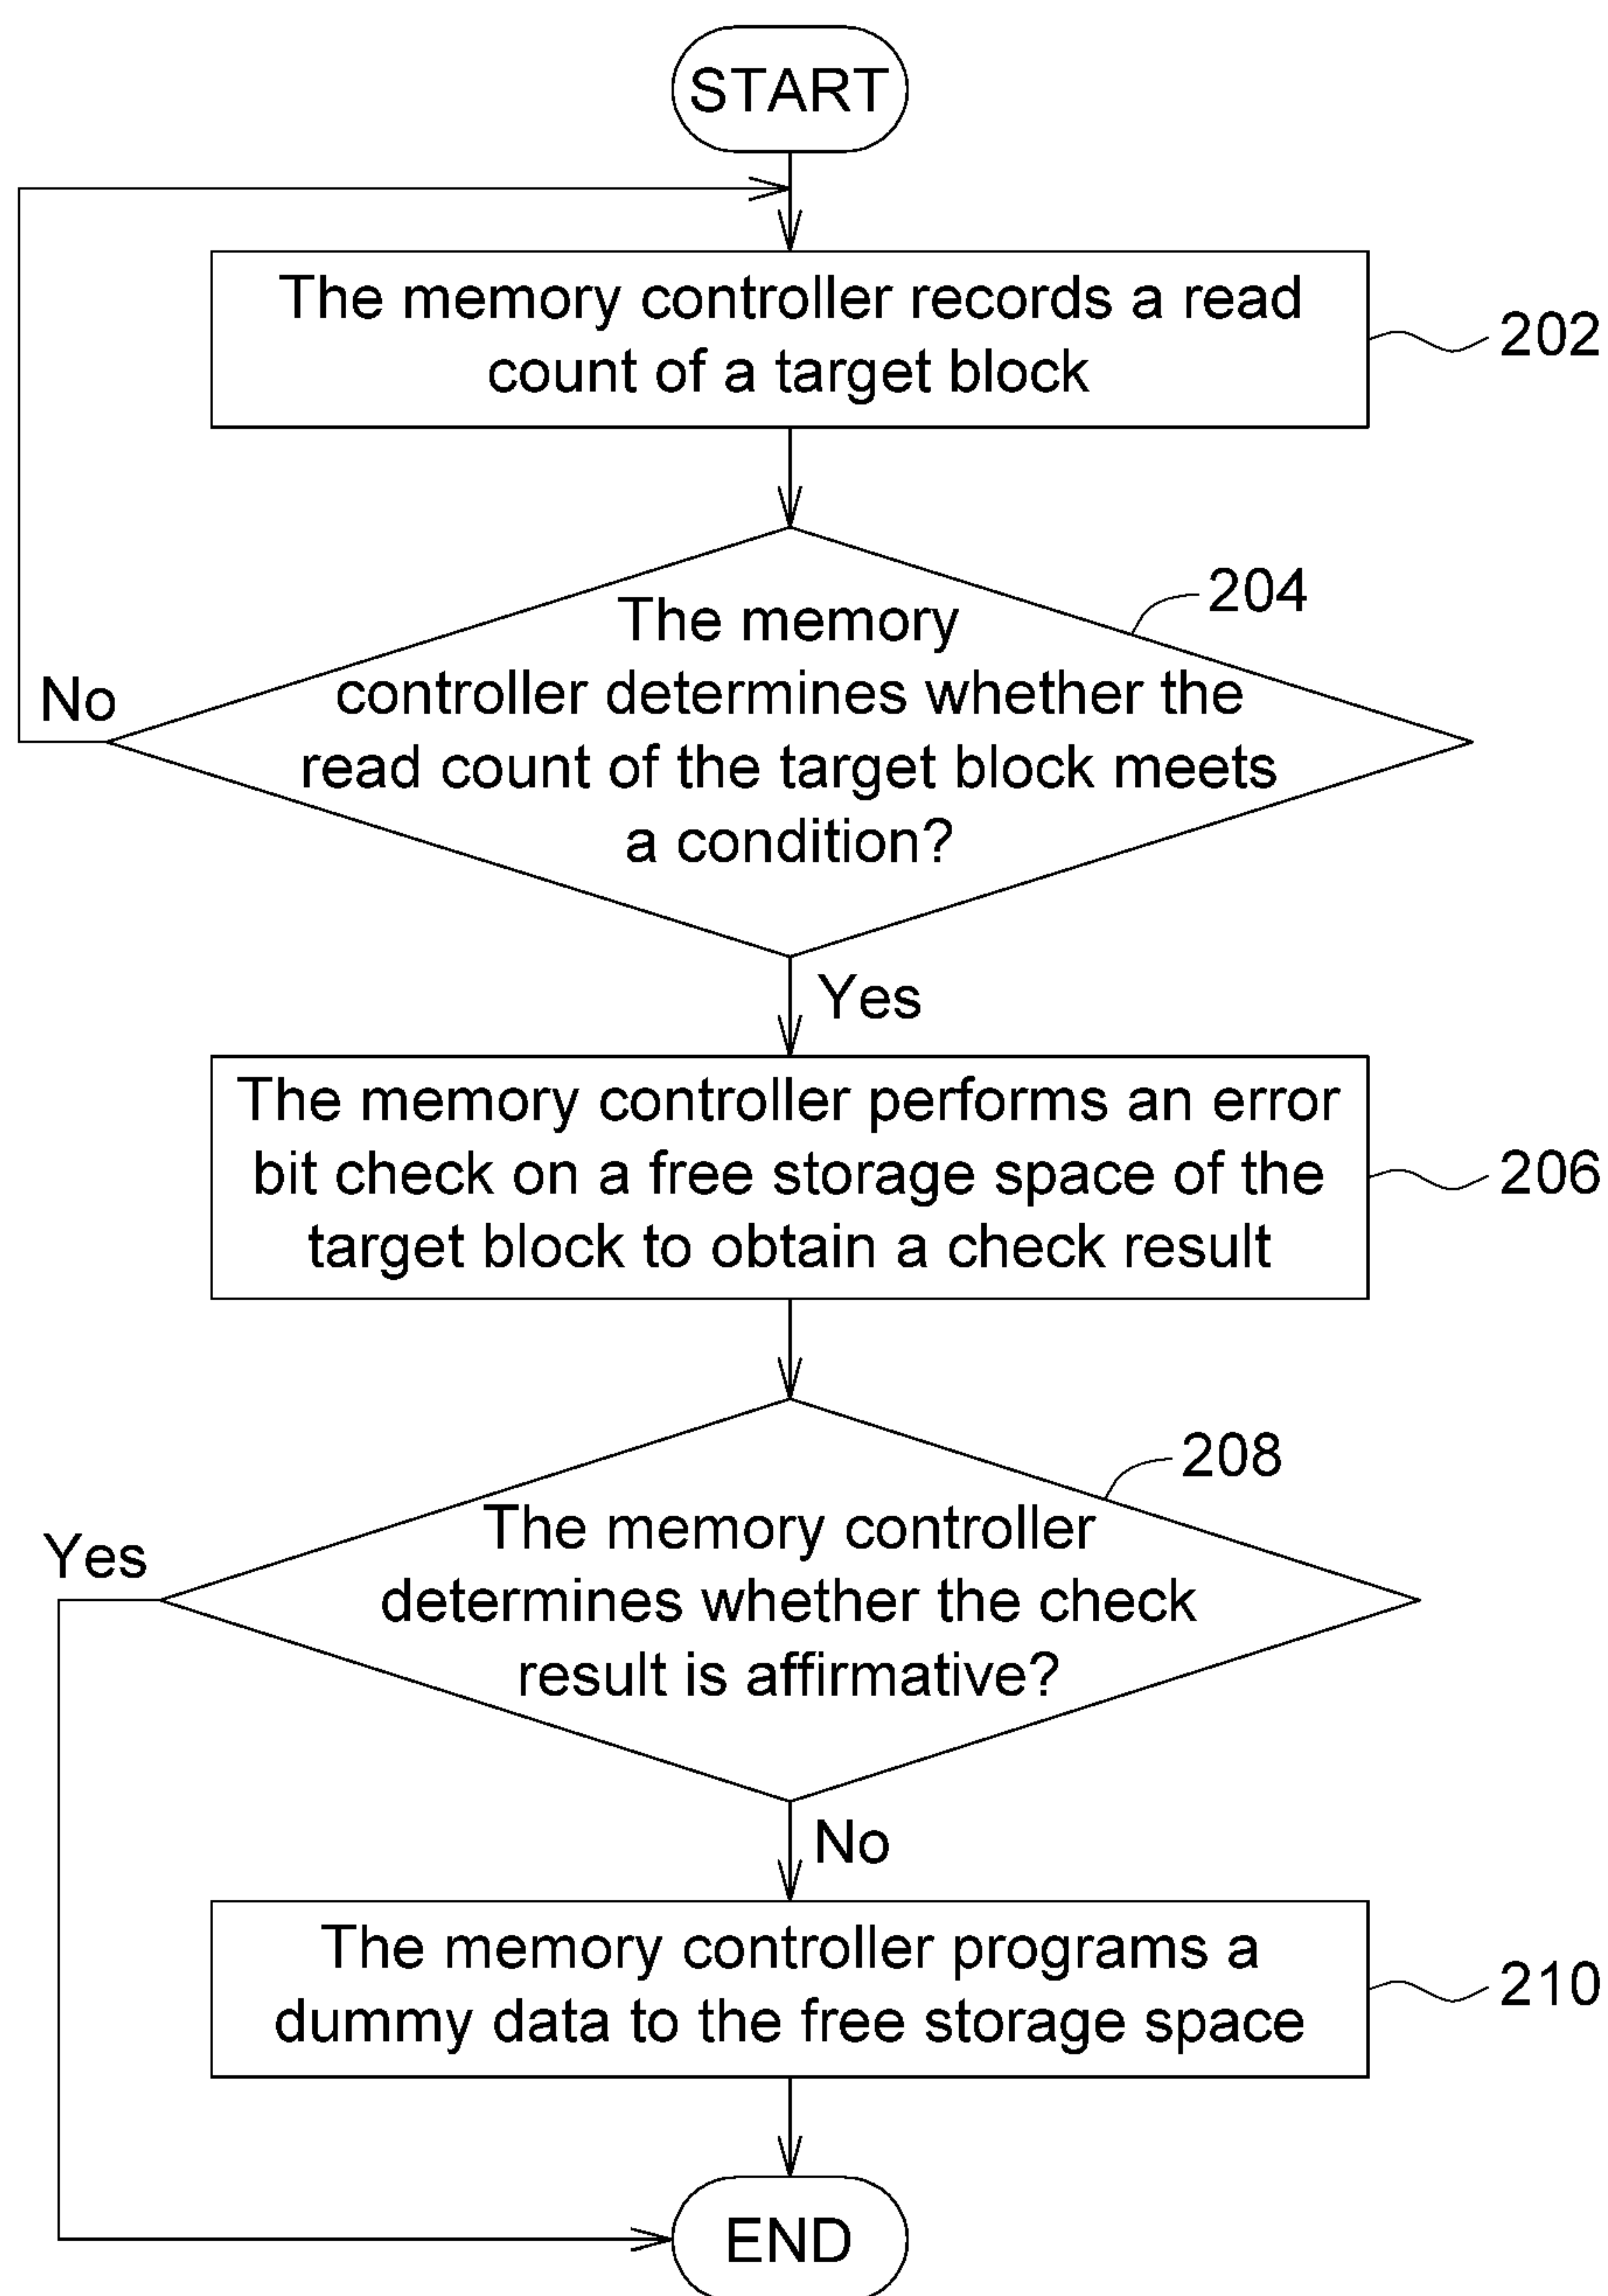 START
The memory controller records a read
count of a target block
202
204
The memory
controller determines whether the
read count of the target block meets
a condition?
No
Yes
The memory controller performs an error
bit check on a free storage space of the
target block to obtain a check result
206
208
The memory controller
determines whether the check
result is affirmative?
Yes
No
The memory controller programs a
dummy data to the free storage space
210
END